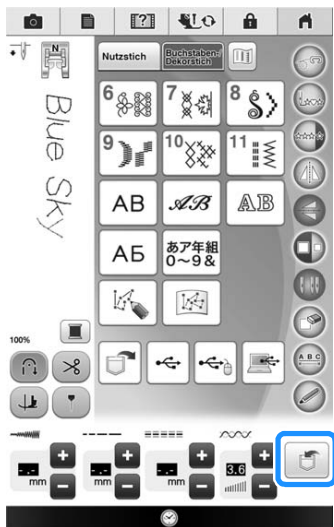 N
Nutzstich
Buchstaben-
Dekorstich
Blue Sky
6
7
8
9
10
11
AB
AB
AB
АБ
あア年組
0~9&
100%
ABC
mm
mm
mm
3.6